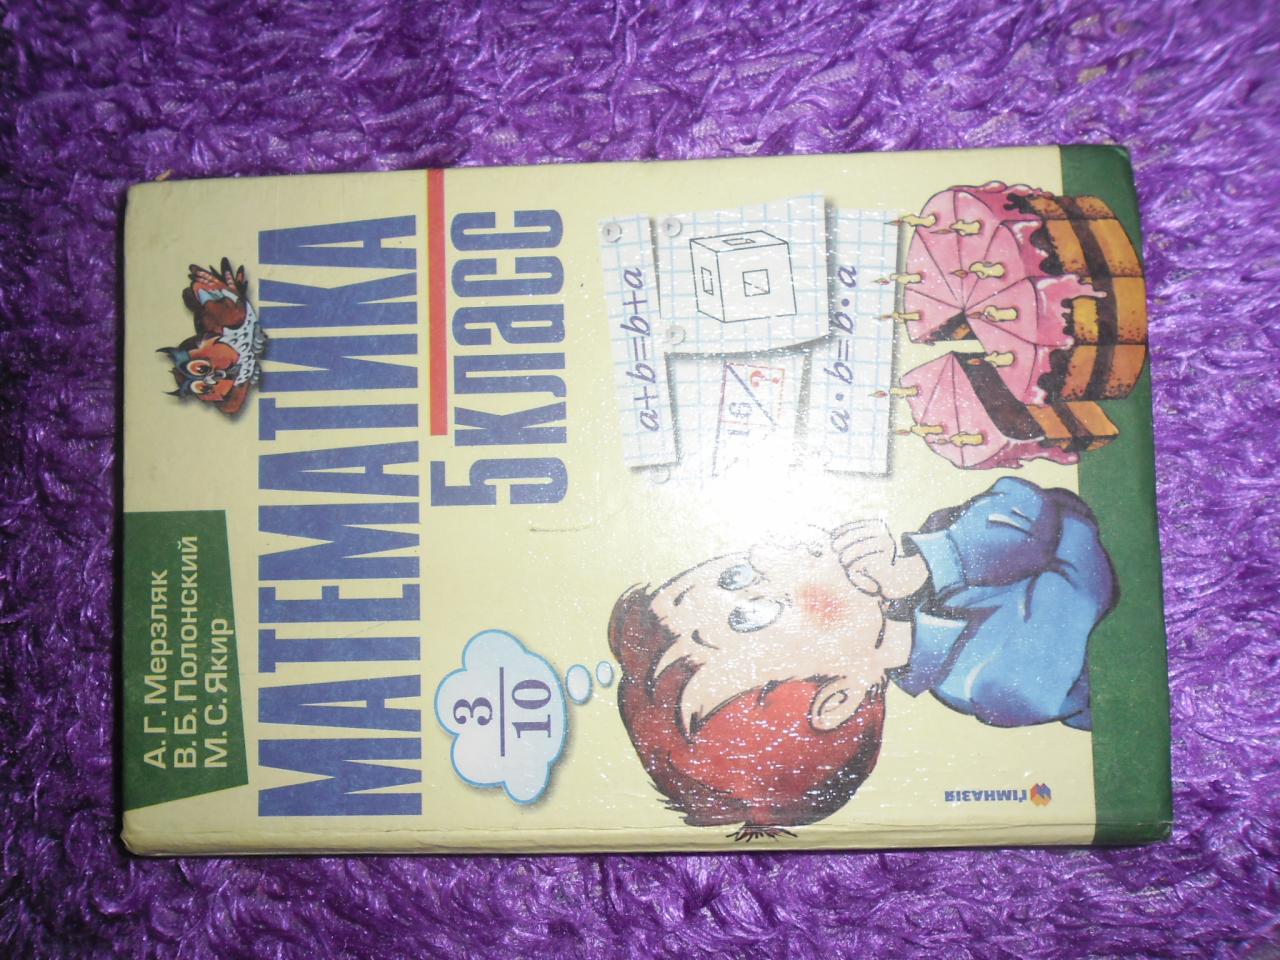 А. Г. Мерзляк
В. Б. Полонский
М. С. Якир
МАТЕМАТИКА
5 класс
3
10
a+b=b+a
16/?
a·b=b·a
ГІМНАЗІЯ